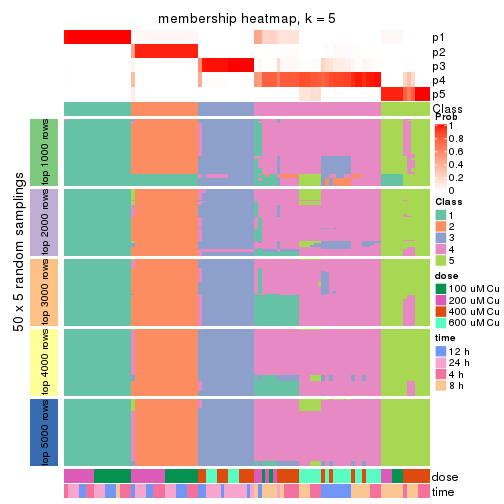 membership heatmap, k = 5
p1
p2
p3
p4
p5
Class
50 x 5 random samplings
top 1000 rows
top 2000 rows
top 3000 rows
top 4000 rows
top 5000 rows
dose
time
Prob
1
0.8
0.6
0.4
0.2
0
Class
1
2
3
4
5
dose
100 uM Cu
200 uM Cu
400 uM Cu
600 uM Cu
time
12 h
24 h
4 h
8 h